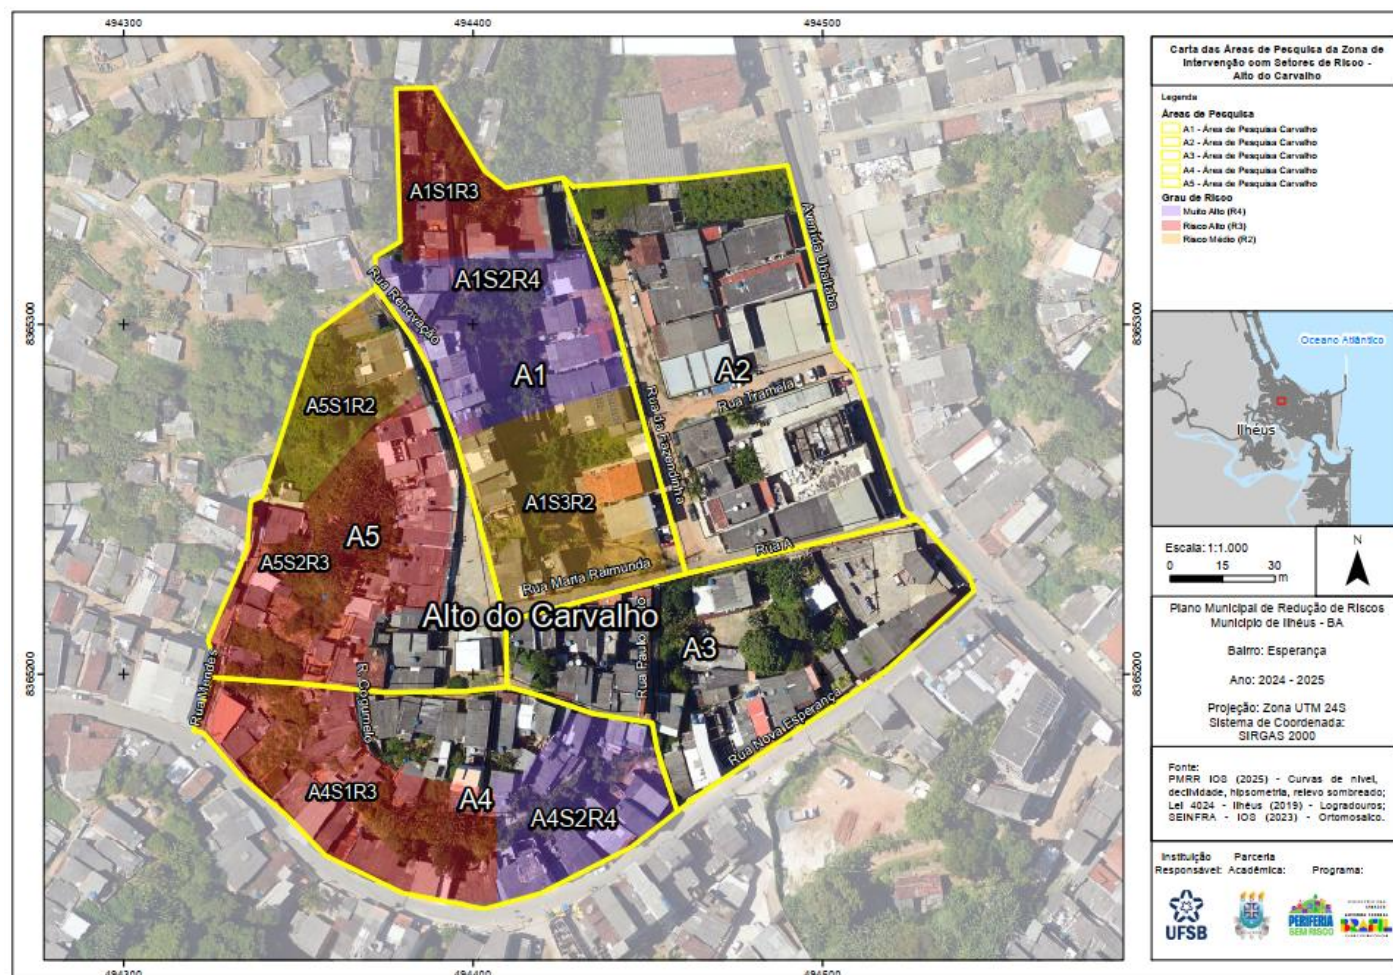 494300
494400
494500
8365300
8365200
8365300
8365200
494300
494400
494500
A1S1R3
A1S2R4
Rua Renovação
A1
A2
Avenida Ubaitaba
Rua Tramela
Rua da Fazendinha
A5S1R2
A1S3R2
A5
A5S2R3
Rua A
Rua Maria Raimunda
Alto do Carvalho
A3
Rua Paulo
Rua Mendes
R. Cogumelo
Rua Nova Esperança
A4S1R3
A4
A4S2R4
Carta das Áreas de Pesquisa da Zona de
Intervenção com Setores de Risco -
Alto do Carvalho
Legenda
Áreas de Pesquisa
A1 - Área de Pesquisa Carvalho
A2 - Área de Pesquisa Carvalho
A3 - Área de Pesquisa Carvalho
A4 - Área de Pesquisa Carvalho
A5 - Área de Pesquisa Carvalho
Grau de Risco
Muito Alto (R4)
Risco Alto (R3)
Risco Médio (R2)
Oceano Atlântico
Ilhéus
Escala: 1:1.000
0 15 30
m
N
Plano Municipal de Redução de Riscos
Município de Ilhéus - BA
Bairro: Esperança
Ano: 2024 - 2025
Projeção: Zona UTM 24S
Sistema de Coordenada:
SIRGAS 2000
Fonte:
PMRR IOS (2025) - Curvas de nível,
declividade, hipsometria, relevo sombreado;
Lei 4024 - Ilhéus (2019) - Logradouros;
SEINFRA - IOS (2023) - Ortomosaico.
Instituição Responsável:
Parceria Acadêmica:
Programa:
UFSB
PERIFERIA
SEM RISCO
BRASIL